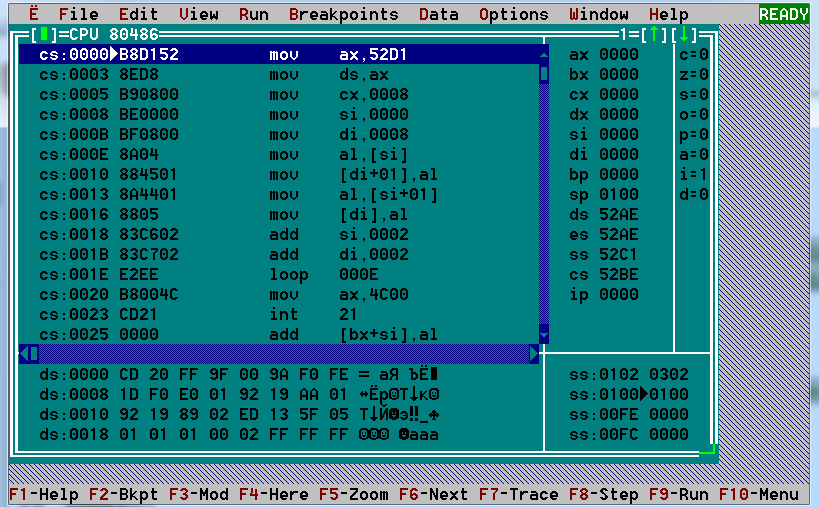 Ё File Edit View Run Breakpoints Data Options Window Help READY
[▮]=CPU 80486 1=[↑][↓]
cs:0000►B8D152 mov ax,52D1 ax 0000 c=0
cs:0003 8ED8 mov ds,ax bx 0000 z=0
cs:0005 B90800 mov cx,0008 cx 0000 s=0
cs:0008 BE0000 mov si,0000 dx 0000 o=0
cs:000B BF0800 mov di,0008 si 0000 p=0
cs:000E 8A04 mov al,[si] di 0000 a=0
cs:0010 884501 mov [di+01],al bp 0000 i=1
cs:0013 8A4401 mov al,[si+01] sp 0100 d=0
cs:0016 8805 mov [di],al ds 52AE
cs:0018 83C602 add si,0002 es 52AE
cs:001B 83C702 add di,0002 ss 52C1
cs:001E E2EE loop 000E cs 52BE
cs:0020 B8004C mov ax,4C00 ip 0000
cs:0023 CD21 int 21
cs:0025 0000 add [bx+si],al
ds:0000 CD 20 FF 9F 00 9A F0 FE = аЯ ЪЁ■ ss:0102 0302
ds:0008 1D F0 E0 01 92 19 AA 01 ↔Ёр☺Т↓к☺ ss:0100►0100
ds:0010 92 19 89 02 ED 13 5F 05 Т↓Й☻э‼_♣ ss:00FE 0000
ds:0018 01 01 01 00 02 FF FF FF ☺☺☺ ☻ааа ss:00FC 0000
F1-Help F2-Bkpt F3-Mod F4-Here F5-Zoom F6-Next F7-Trace F8-Step F9-Run F10-Menu